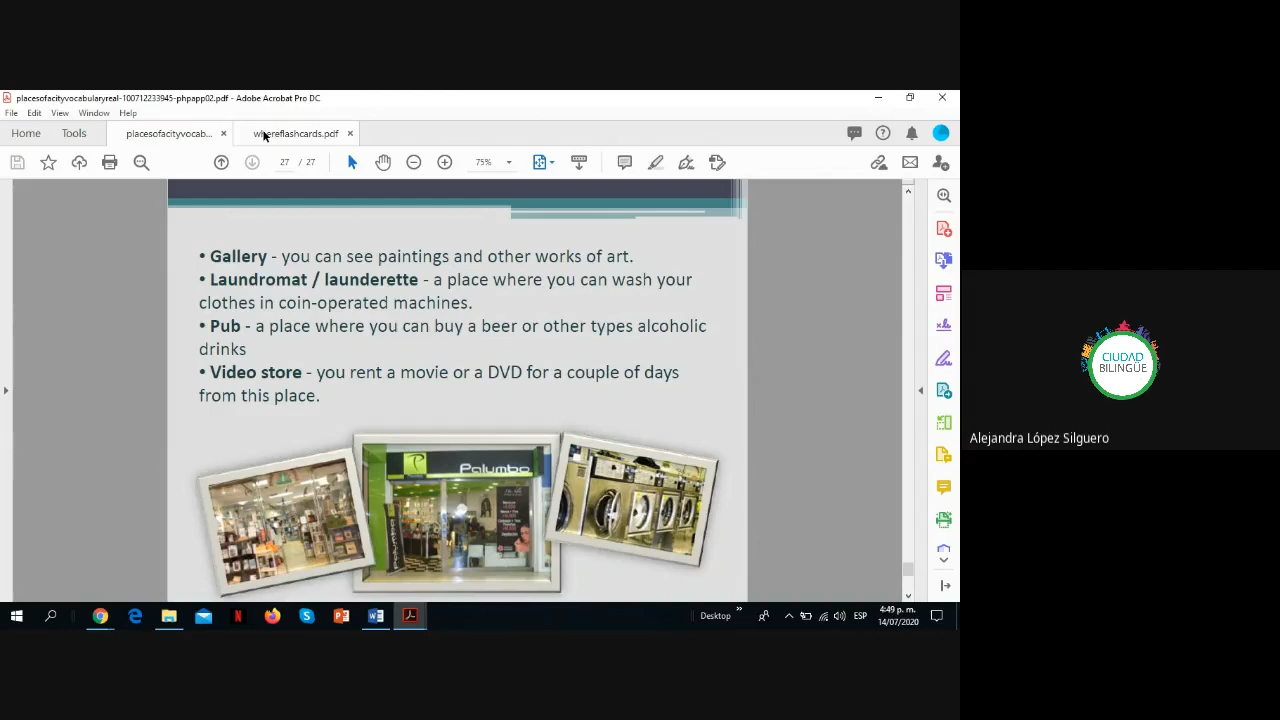 placesofacityvocabularyreal-100712233945-phpapp02.pdf - Adobe Acrobat Pro DC
File Edit View Window Help
Home Tools placesofacityvocab... × whereflashcards.pdf ×
27 / 27 75%
• Gallery - you can see paintings and other works of art.
• Laundromat / launderette - a place where you can wash your
clothes in coin-operated machines.
• Pub - a place where you can buy a beer or other types alcoholic
drinks
• Video store - you rent a movie or a DVD for a couple of days
from this place.
Palumbo
CIUDAD
BILINGÜE
Alejandra López Silguero
Desktop
ESP
4:49 p. m.
14/07/2020